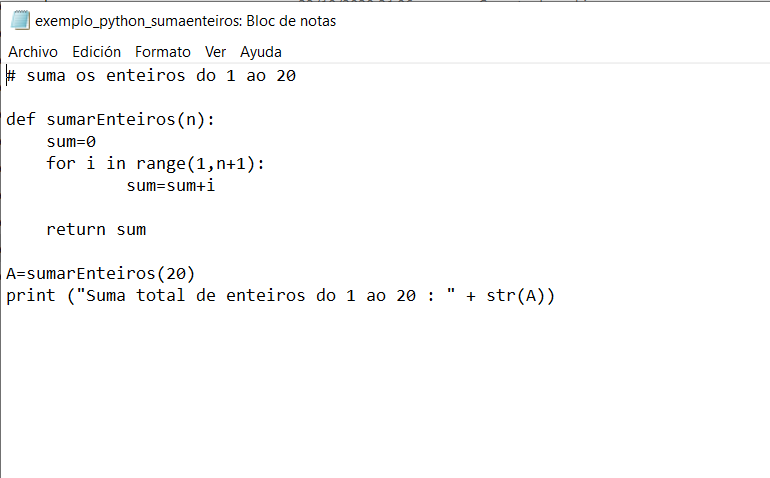 exemplo_python_sumaenteiros: Bloc de notas
Archivo Edición Formato Ver Ayuda
# suma os enteiros do 1 ao 20
def sumarEnteiros(n):
    sum=0
    for i in range(1,n+1):
            sum=sum+i
    return sum
A=sumarEnteiros(20)
print ("Suma total de enteiros do 1 ao 20 : " + str(A))